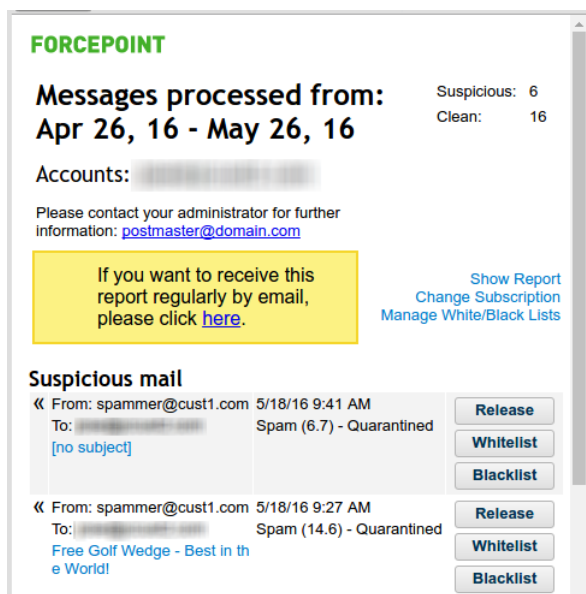 FORCEPOINT
Messages processed from:
Apr 26, 16 - May 26, 16
Suspicious: 6
Clean: 16
Accounts:
Please contact your administrator for further
information: postmaster@domain.com
If you want to receive this
report regularly by email,
please click here.
Show Report
Change Subscription
Manage White/Black Lists
Suspicious mail
« From: spammer@cust1.com 5/18/16 9:41 AM
To: Spam (6.7) - Quarantined
[no subject]
Release
Whitelist
Blacklist
« From: spammer@cust1.com 5/18/16 9:27 AM
To: Spam (14.6) - Quarantined
Free Golf Wedge - Best in th
e World!
Release
Whitelist
Blacklist